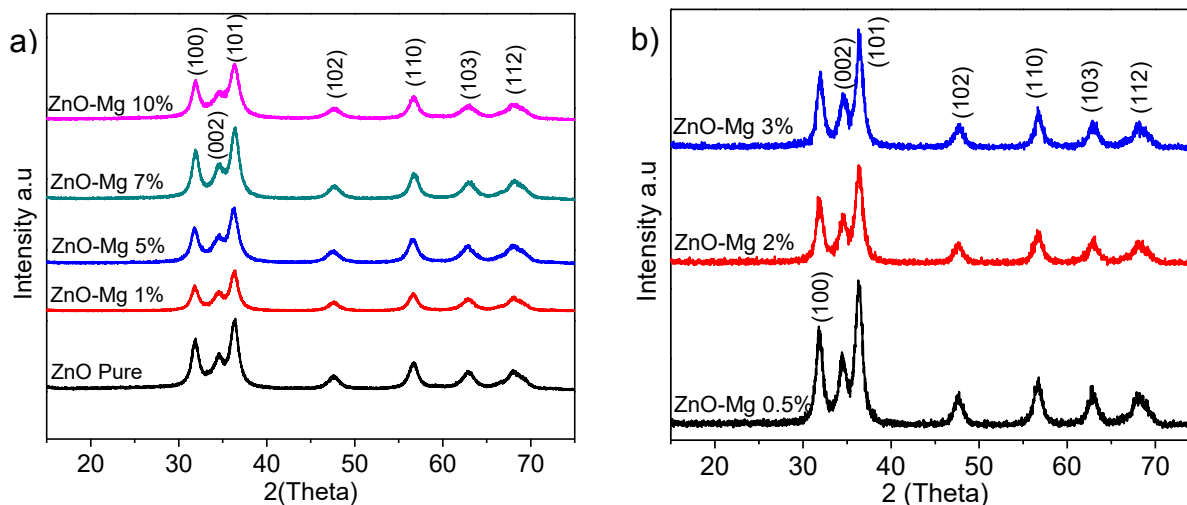 a)
(100)
(101)
(102)
(110)
(103)
(112)
ZnO-Mg 10%
(002)
ZnO-Mg 7%
ZnO-Mg 5%
ZnO-Mg 1%
ZnO Pure
Intensity a.u
20 30 40 50 60 70
2(Theta)
b)
(002)
(101)
(102)
(110)
(103)
(112)
ZnO-Mg 3%
ZnO-Mg 2%
(100)
ZnO-Mg 0.5%
Intensity a.u
20 30 40 50 60 70
2 (Theta)